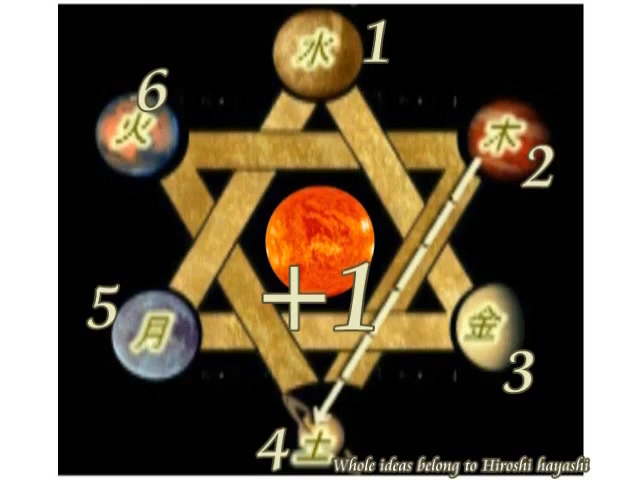 水 1
6
火
木
2
+1
5
月
金
3
4 土
Whole ideas belong to Hiroshi hayashi